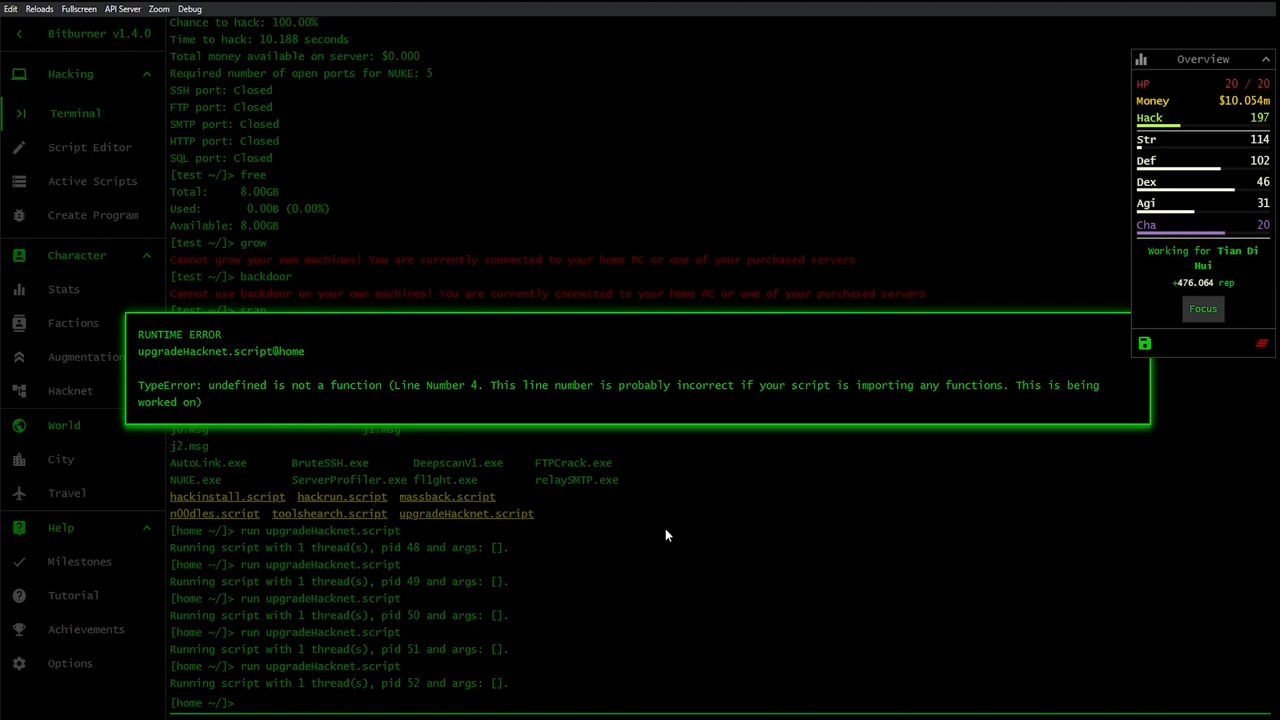 Edit Reloads Fullscreen API Server Zoom Debug
Bitburner v1.4.0
Hacking
Terminal
Script Editor
Active Scripts
Create Program
Character
Stats
Factions
Augmentation
Hacknet
World
City
Travel
Help
Milestones
Tutorial
Achievements
Options
Chance to hack: 100.00%
Time to hack: 10.188 seconds
Total money available on server: $0.000
Required number of open ports for NUKE: 5
SSH port: Closed
FTP port: Closed
SMTP port: Closed
HTTP port: Closed
SQL port: Closed
[test ~/]> free
Total: 8.00GB
Used: 0.00B (0.00%)
Available: 8.00GB
[test ~/]> grow
Cannot grow your own machines! You are currently connected to your home PC or one of your purchased servers
[test ~/]> backdoor
Cannot use backdoor on your own machines! You are currently connected to your home PC or one of your purchased servers
[test ~/]> scan
RUNTIME ERROR
upgradeHacknet.script@home
TypeError: undefined is not a function (Line Number 4. This line number is probably incorrect if your script is importing any functions. This is being
worked on)
j0.msg j1.msg
j2.msg
AutoLink.exe BruteSSH.exe DeepscanV1.exe FTPCrack.exe
NUKE.exe ServerProfiler.exe fl1ght.exe relaySMTP.exe
hackinstall.script hackrun.script massback.script
n00dles.script toolshearch.script upgradeHacknet.script
[home ~/]> run upgradeHacknet.script
Running script with 1 thread(s), pid 48 and args: [].
[home ~/]> run upgradeHacknet.script
Running script with 1 thread(s), pid 49 and args: [].
[home ~/]> run upgradeHacknet.script
Running script with 1 thread(s), pid 50 and args: [].
[home ~/]> run upgradeHacknet.script
Running script with 1 thread(s), pid 51 and args: [].
[home ~/]> run upgradeHacknet.script
Running script with 1 thread(s), pid 52 and args: [].
[home ~/]>
Overview
HP 20 / 20
Money $10.054m
Hack 197
Str 114
Def 102
Dex 46
Agi 31
Cha 20
Working for Tian Di
Hui
+476.064 rep
Focus